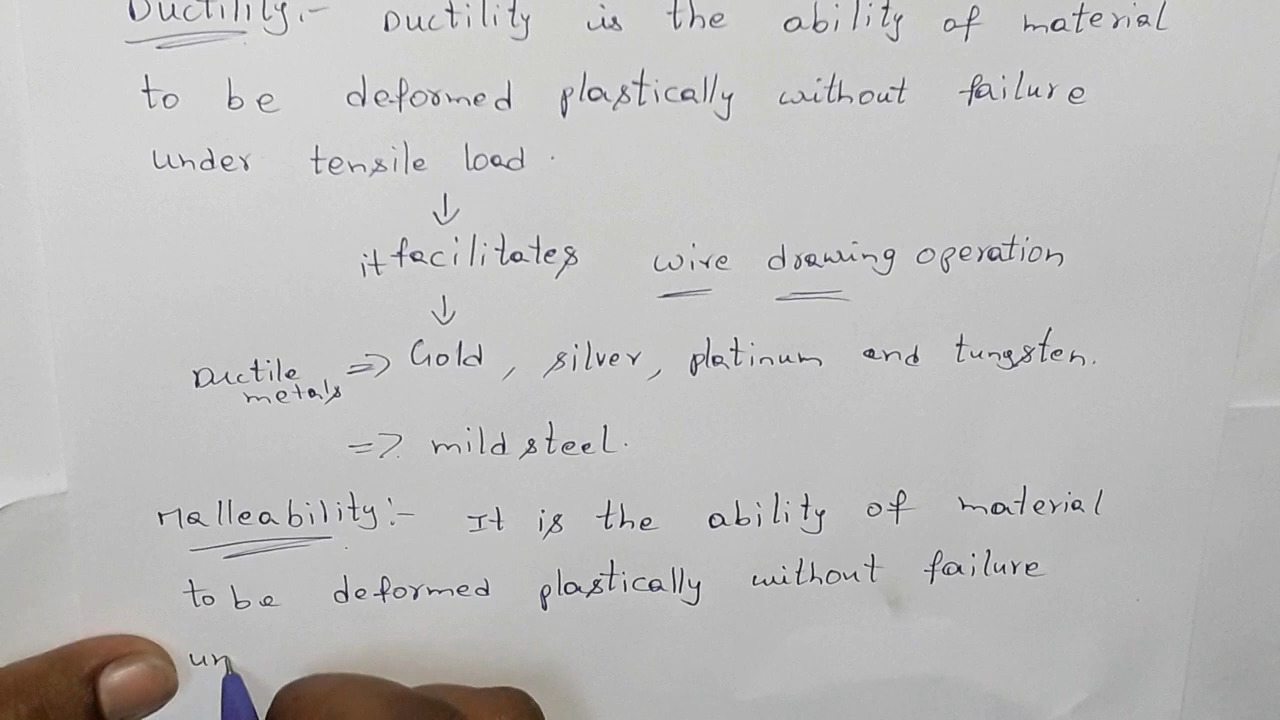 Ductility:- Ductility is the ability of material
to be deformed plastically without failure
under tensile load.
↓
it facilitates wire drawing operation
↓
Ductile metals => Gold, silver, platinum and tungsten.
=> mild steel.
Malleability:- It is the ability of material
to be deformed plastically without failure
un